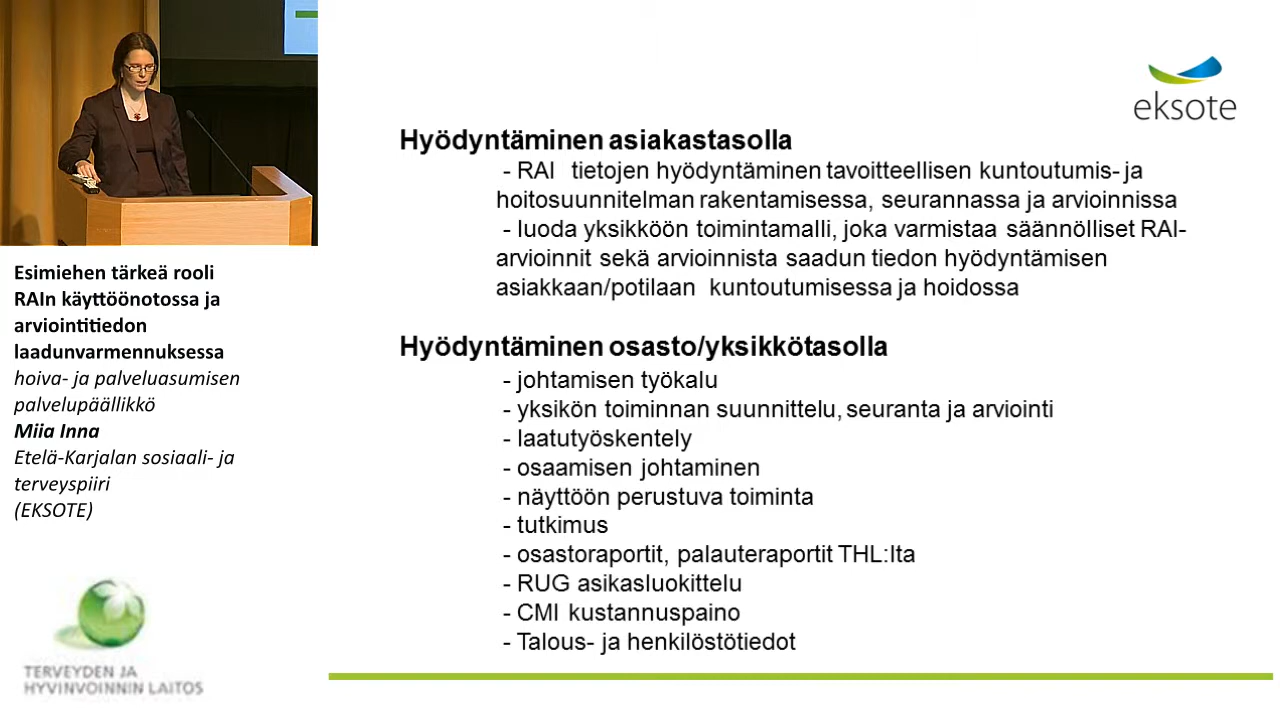 eksote
Hyödyntäminen asiakastasolla
- RAI tietojen hyödyntäminen tavoitteellisen kuntoutumis- ja
hoitosuunnitelman rakentamisessa, seurannassa ja arvioinnissa
- luoda yksikköön toimintamalli, joka varmistaa säännölliset RAI-
arvioinnit sekä arvioinnista saadun tiedon hyödyntämisen
asiakkaan/potilaan kuntoutumisessa ja hoidossa
Hyödyntäminen osasto/yksikkötasolla
- johtamisen työkalu
- yksikön toiminnan suunnittelu, seuranta ja arviointi
- laatutyöskentely
- osaamisen johtaminen
- näyttöön perustuva toiminta
- tutkimus
- osastoraportit, palauteraportit THL:lta
- RUG asikasluokittelu
- CMI kustannuspaino
- Talous- ja henkilöstötiedot
Esimiehen tärkeä rooli
RAIn käyttöönotossa ja
arviointitiedon
laadunvarmennuksessa
hoiva- ja palveluasumisen
palvelupäällikkö
Miia Inna
Etelä-Karjalan sosiaali- ja
terveyspiiri
(EKSOTE)
TERVEYDEN JA
HYVINVOINNIN LAITOS